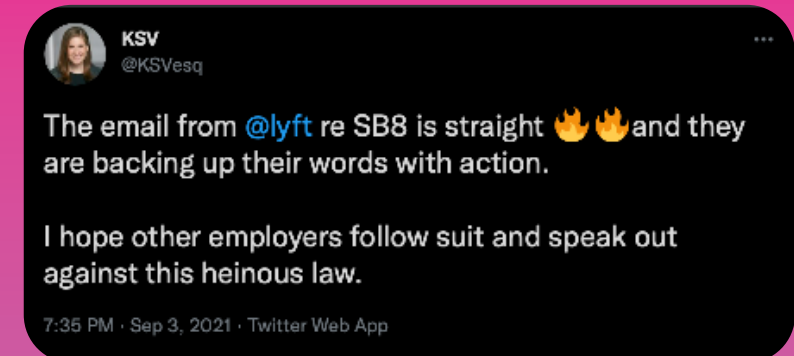 KSV
@KSVesq
The email from @lyft re SB8 is straight 🔥🔥and they
are backing up their words with action.
I hope other employers follow suit and speak out
against this heinous law.
7:35 PM · Sep 3, 2021 · Twitter Web App